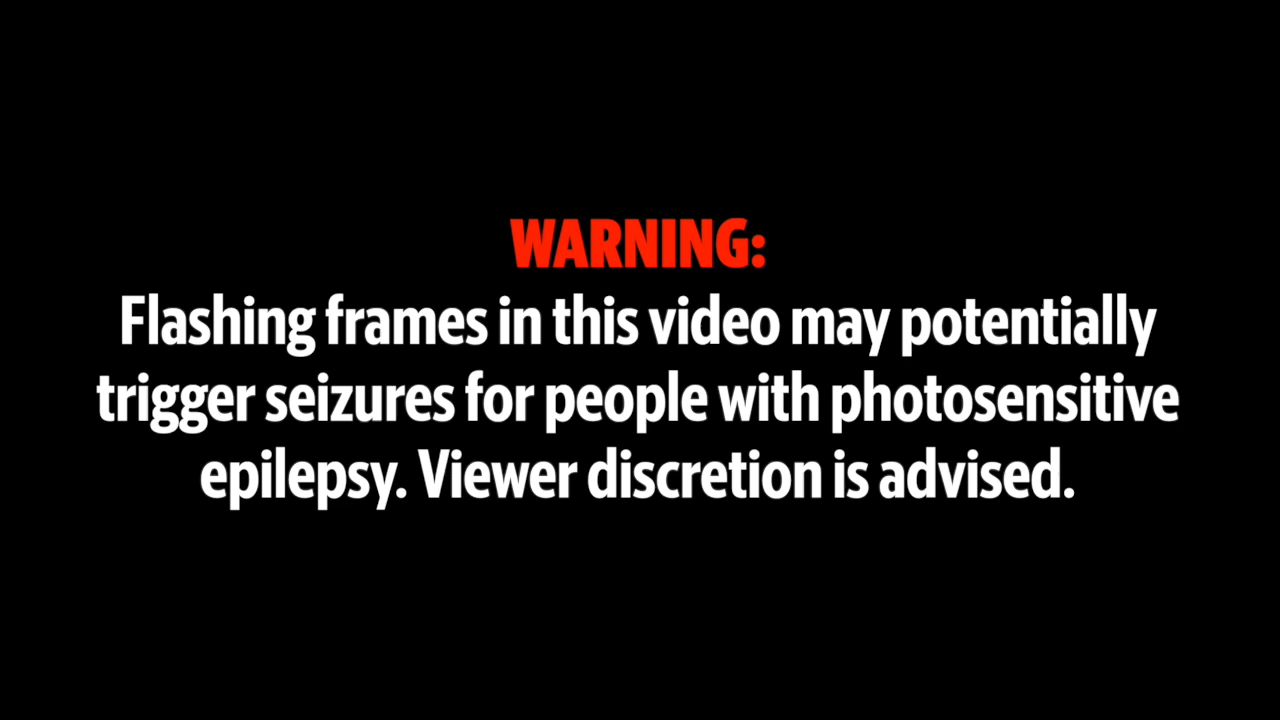 WARNING:
Flashing frames in this video may potentially
trigger seizures for people with photosensitive
epilepsy. Viewer discretion is advised.